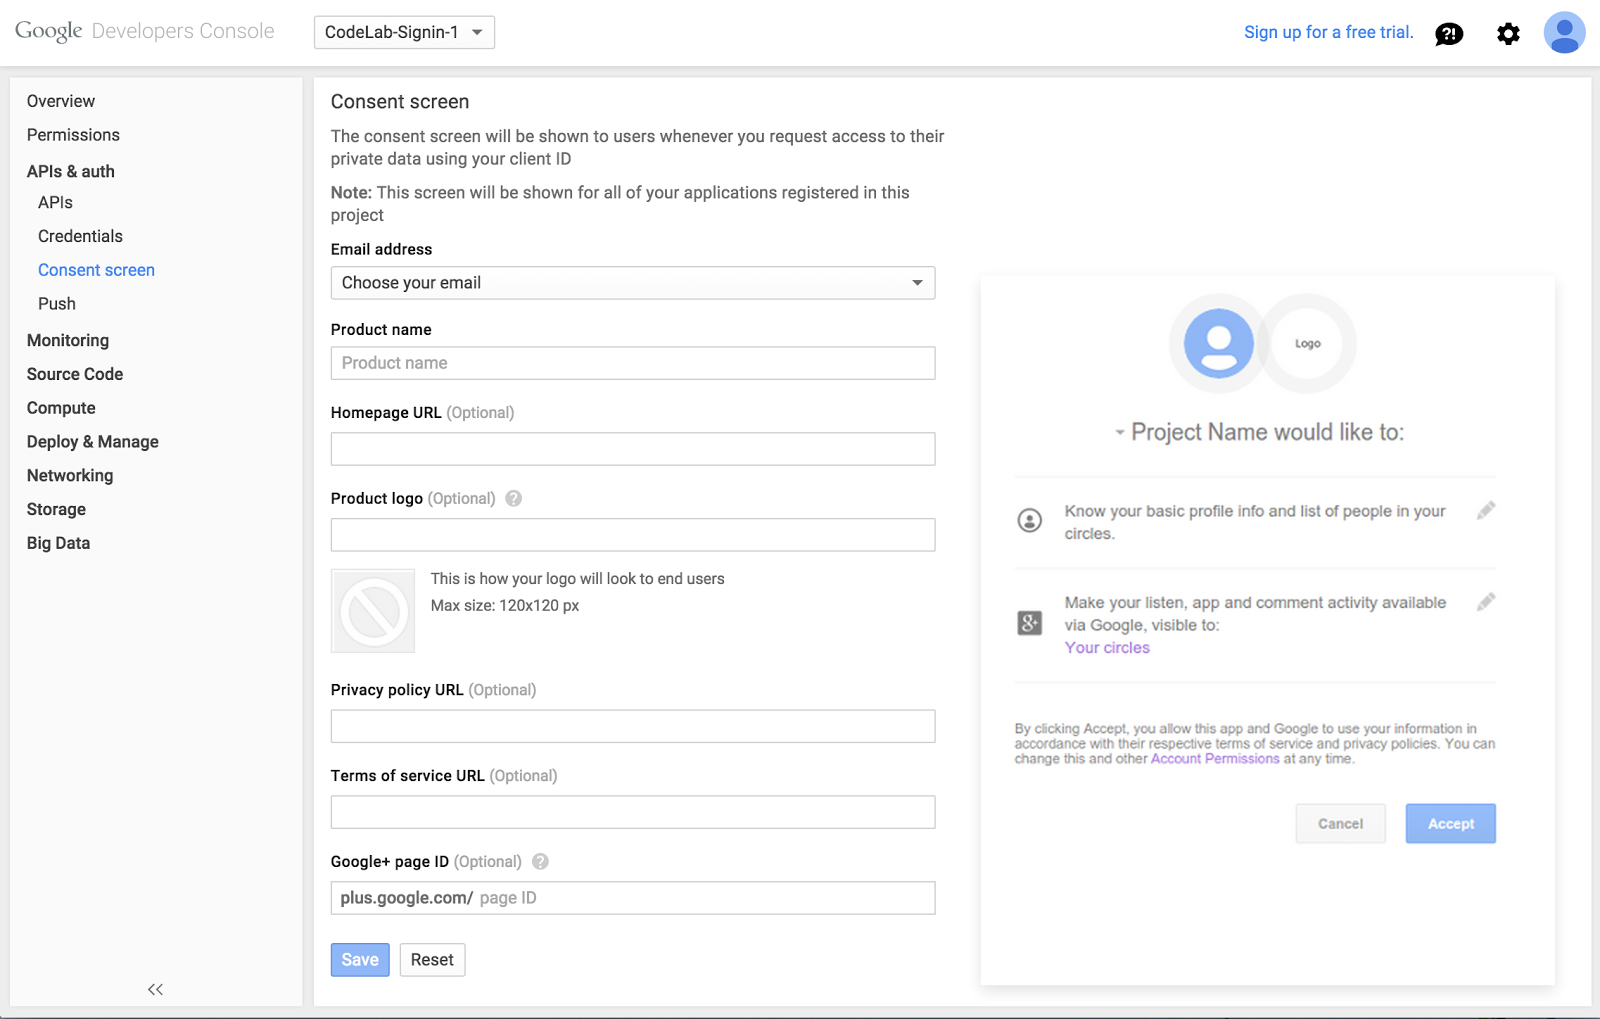 Google Developers Console
CodeLab-Signin-1
Sign up for a free trial.
?!
Overview
Permissions
APIs & auth
APIs
Credentials
Consent screen
Push
Monitoring
Source Code
Compute
Deploy & Manage
Networking
Storage
Big Data
Consent screen
The consent screen will be shown to users whenever you request access to their
private data using your client ID
Note: This screen will be shown for all of your applications registered in this
project
Email address
Choose your email
Product name
Product name
Homepage URL (Optional)
Product logo (Optional) ?
This is how your logo will look to end users
Max size: 120x120 px
Privacy policy URL (Optional)
Terms of service URL (Optional)
Google+ page ID (Optional) ?
plus.google.com/ page ID
Save Reset
Logo
Project Name would like to:
Know your basic profile info and list of people in your
circles.
g+
Make your listen, app and comment activity available
via Google, visible to:
Your circles
By clicking Accept, you allow this app and Google to use your information in
accordance with their respective terms of service and privacy policies. You can
change this and other Account Permissions at any time.
Cancel Accept